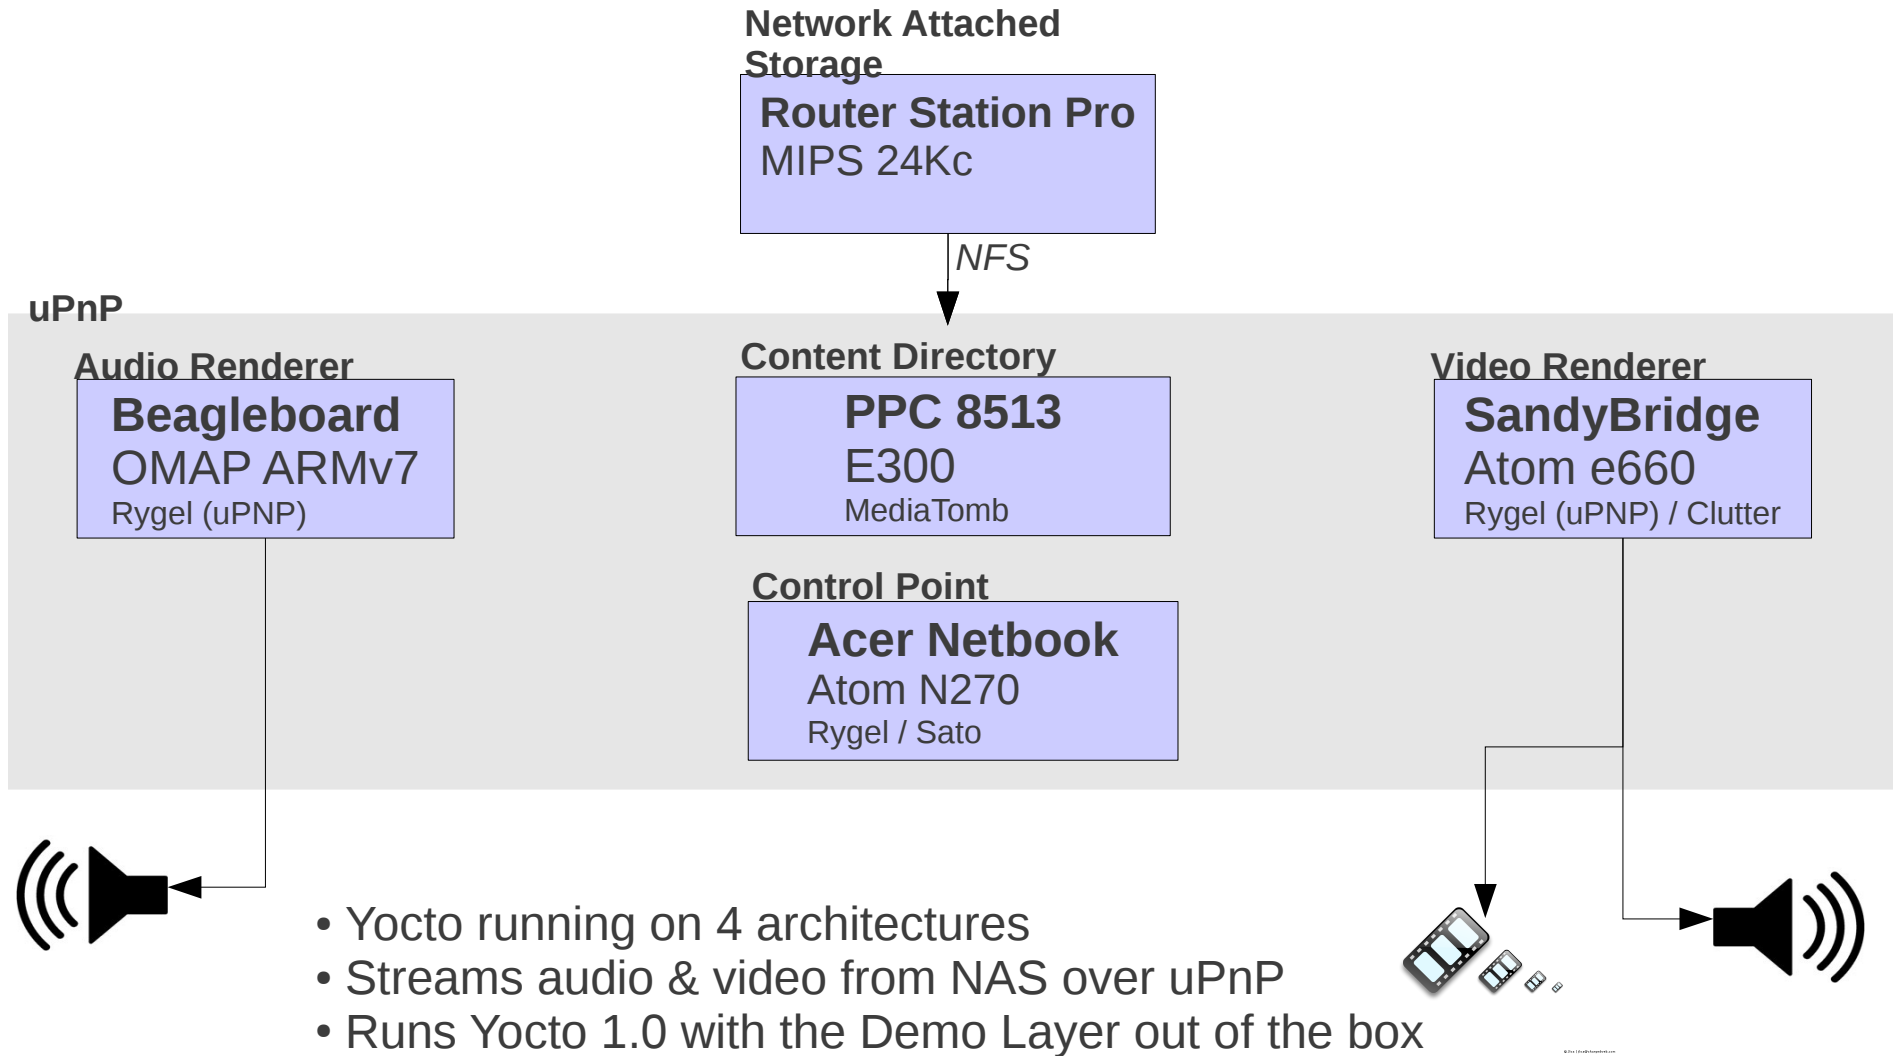 Network Attached
Storage
Router Station Pro
MIPS 24Kc
NFS
uPnP
Audio Renderer
Beagleboard
OMAP ARMv7
Rygel (uPNP)
Content Directory
PPC 8513
E300
MediaTomb
Video Renderer
SandyBridge
Atom e660
Rygel (uPNP) / Clutter
Control Point
Acer Netbook
Atom N270
Rygel / Sato
• Yocto running on 4 architectures
• Streams audio & video from NAS over uPnP
• Runs Yocto 1.0 with the Demo Layer out of the box